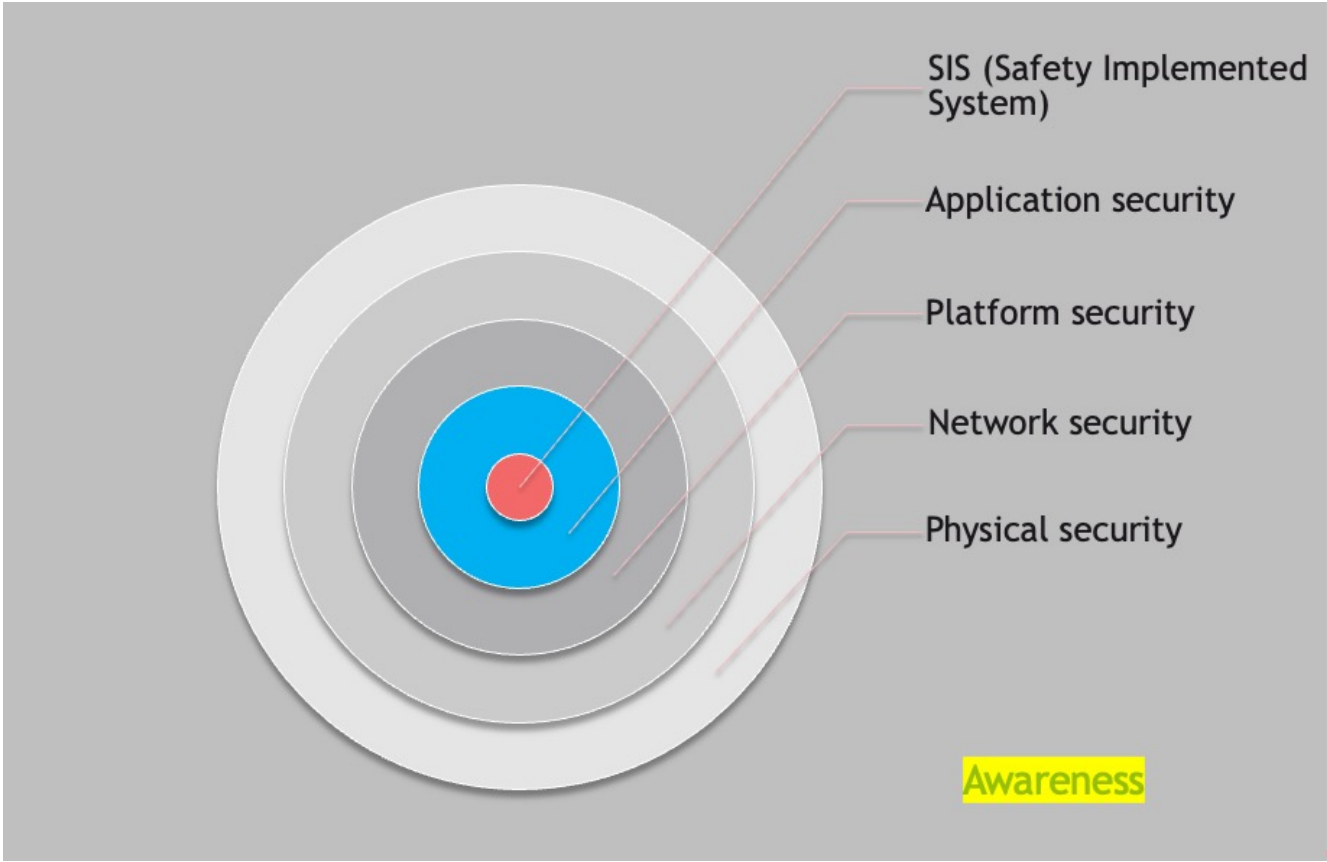 SIS (Safety Implemented
System)
Application security
Platform security
Network security
Physical security
Awareness